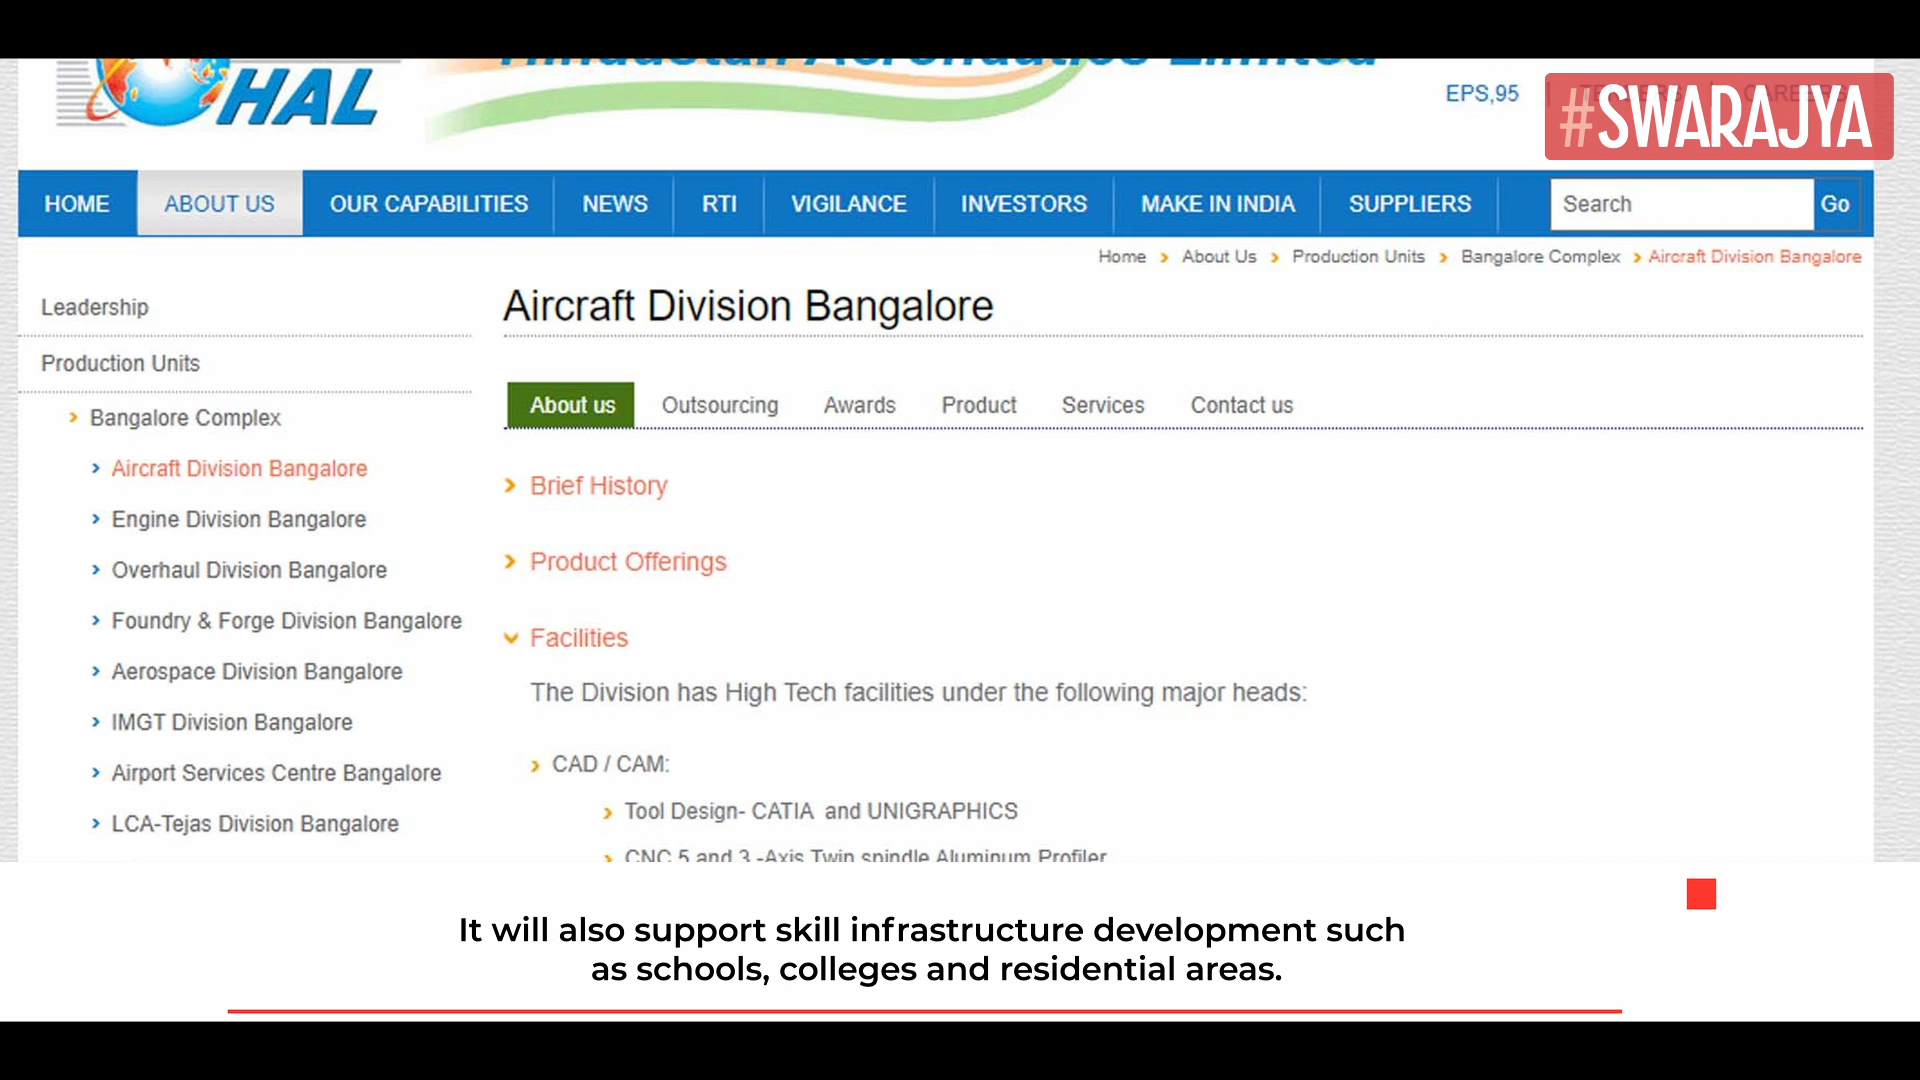 HAL
Hindustan Aeronautics Limited
EPS,95
#SWARAJYA
HOME
ABOUT US
OUR CAPABILITIES
NEWS
RTI
VIGILANCE
INVESTORS
MAKE IN INDIA
SUPPLIERS
Search
Go
Home > About Us > Production Units > Bangalore Complex > Aircraft Division Bangalore
Leadership
Production Units
Bangalore Complex
Aircraft Division Bangalore
Engine Division Bangalore
Overhaul Division Bangalore
Foundry & Forge Division Bangalore
Aerospace Division Bangalore
IMGT Division Bangalore
Airport Services Centre Bangalore
LCA-Tejas Division Bangalore
Aircraft Division Bangalore
About us
Outsourcing
Awards
Product
Services
Contact us
Brief History
Product Offerings
Facilities
The Division has High Tech facilities under the following major heads:
CAD / CAM:
Tool Design- CATIA and UNIGRAPHICS
CNC 5 and 3 -Axis Twin spindle Aluminum Profiler
It will also support skill infrastructure development such
as schools, colleges and residential areas.